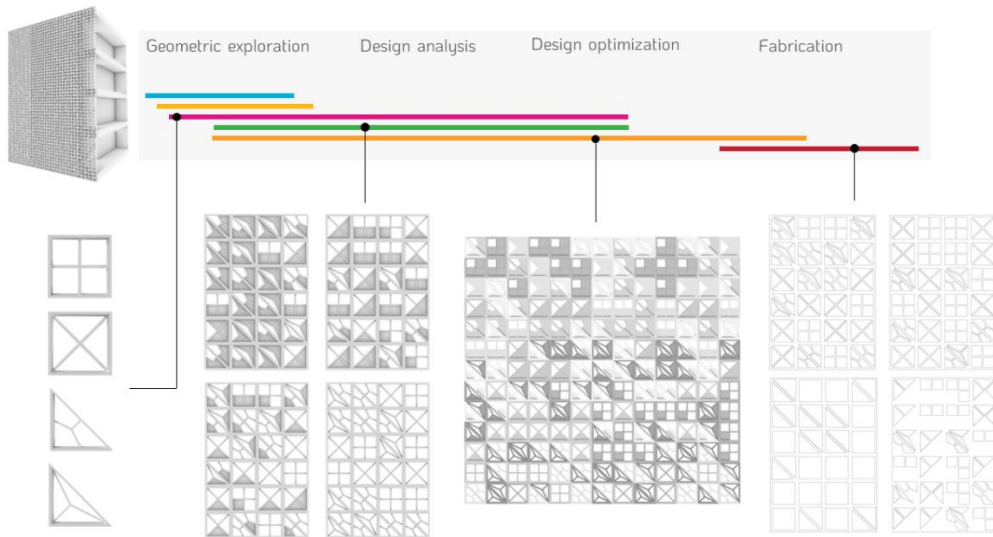 Geometric exploration
Design analysis
Design optimization
Fabrication